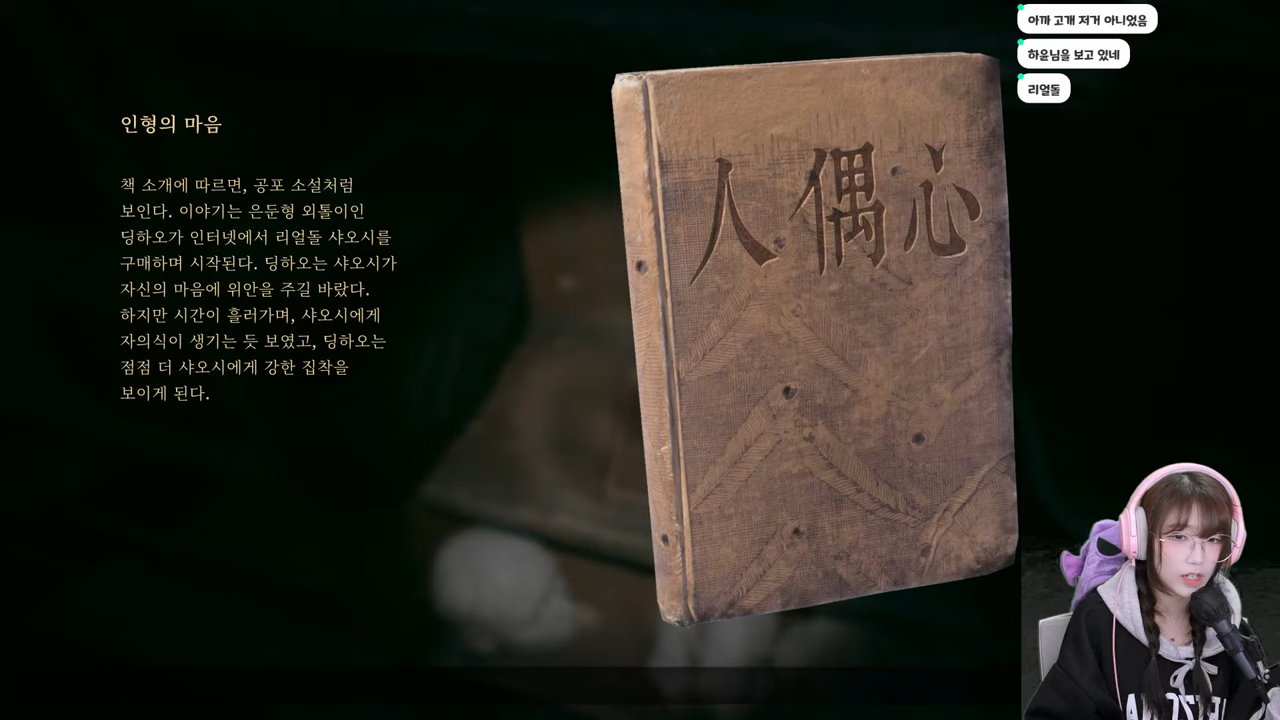 아까 고개 저거 아니었음
하윤님을 보고 있네
리얼돌
인형의 마음
책 소개에 따르면, 공포 소설처럼
보인다. 이야기는 은둔형 외톨이인
딩하오가 인터넷에서 리얼돌 샤오시를
구매하며 시작된다. 딩하오는 샤오시가
자신의 마음에 위안을 주길 바랐다.
하지만 시간이 흘러가며, 샤오시에게
자의식이 생기는 듯 보였고, 딩하오는
점점 더 샤오시에게 강한 집착을
보이게 된다.
人偶心